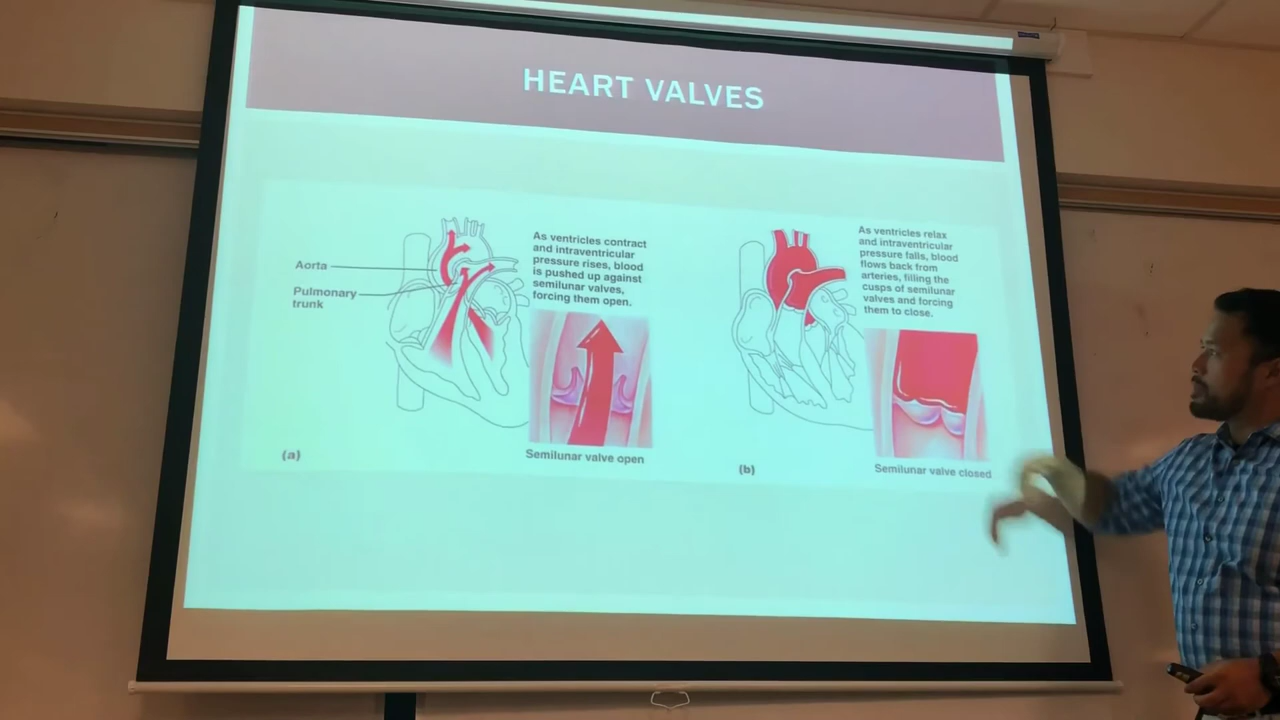 HEART VALVES
Aorta
Pulmonary
trunk
As ventricles contract
and intraventricular
pressure rises, blood
is pushed up against
semilunar valves,
forcing them open.
Semilunar valve open
(a)
As ventricles relax
and intraventricular
pressure falls, blood
flows back from
arteries, filling the
cusps of semilunar
valves and forcing
them to close.
Semilunar valve closed
(b)